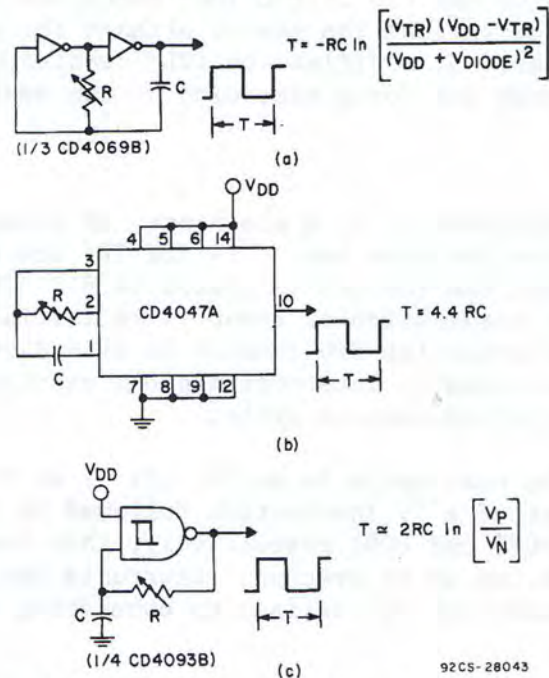 T = -RC ln [(VTR) (VDD -VTR) / (VDD + VDIODE)²]
R
C
T
(1/3 CD4069B)
(a)
VDD
4 5 6 14
3
R
2
CD4047A
10
T = 4.4 RC
1
C
T
7 8 9 12
(b)
VDD
T ≃ 2RC ln [VP / VN]
C
R
T
(1/4 CD4093B)
(c)
92CS-28043